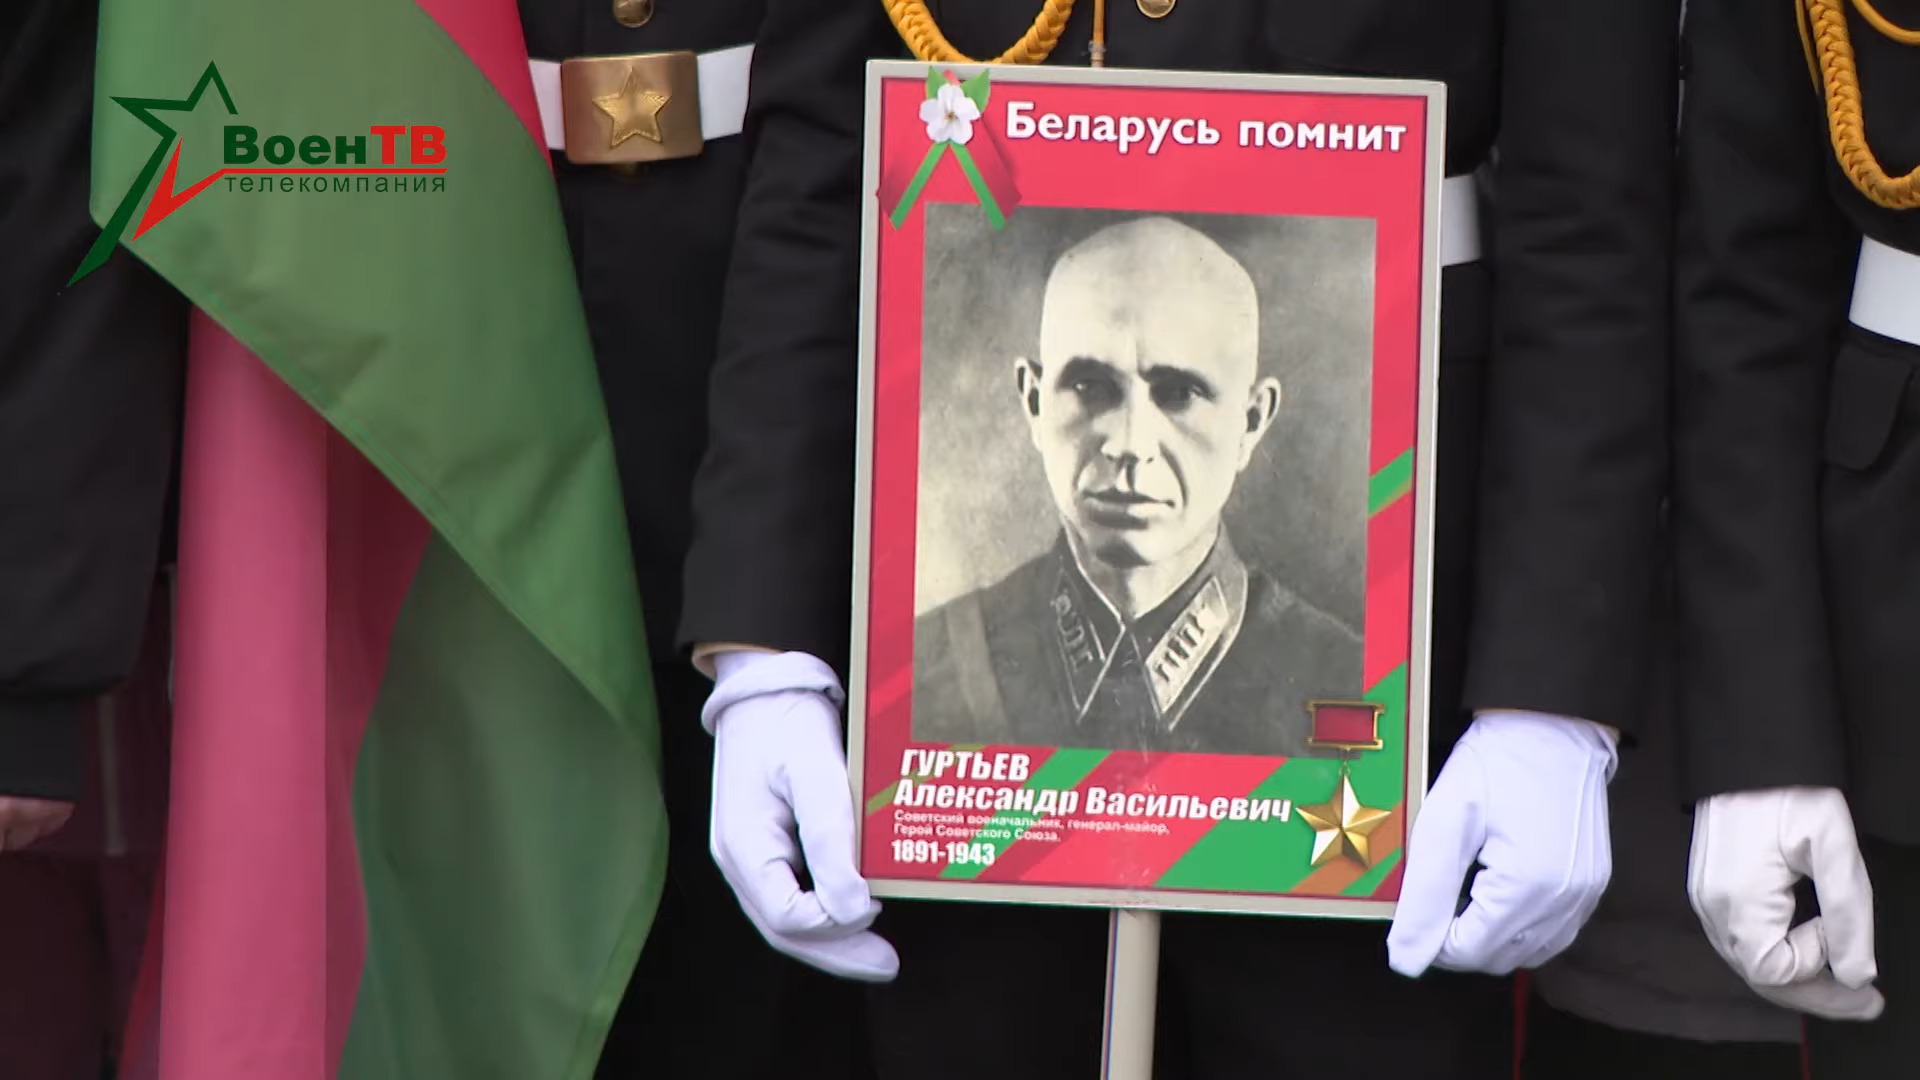 ВоенТВ
телекомпания
Беларусь помнит
ГУРТЬЕВ
Александр Васильевич
Советский военачальник, генерал-майор,
Герой Советского Союза.
1891-1943